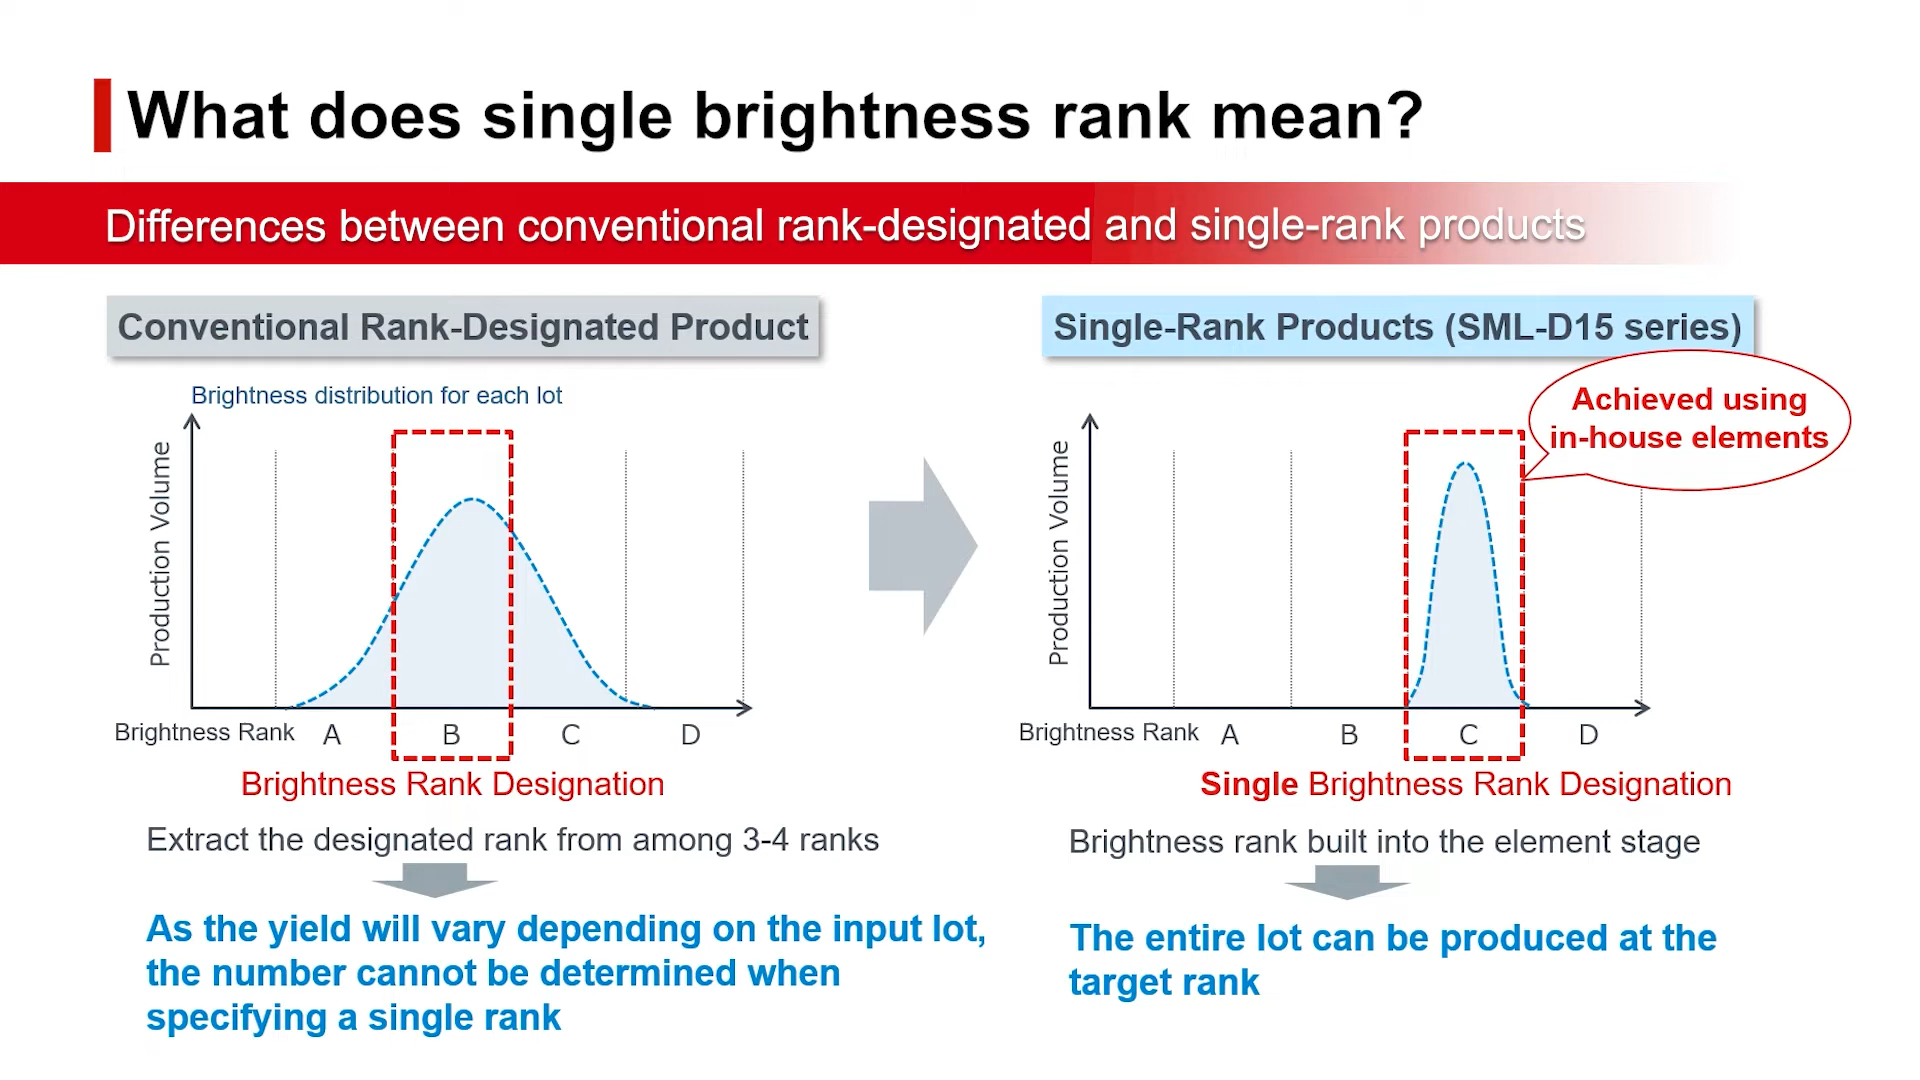 What does single brightness rank mean?
Differences between conventional rank-designated and single-rank products
Conventional Rank-Designated Product
Brightness distribution for each lot
Production Volume
Brightness Rank A B C D
Brightness Rank Designation
Extract the designated rank from among 3-4 ranks
As the yield will vary depending on the input lot,
the number cannot be determined when
specifying a single rank
Single-Rank Products (SML-D15 series)
Achieved using
in-house elements
Production Volume
Brightness Rank A B C D
Single Brightness Rank Designation
Brightness rank built into the element stage
The entire lot can be produced at the
target rank